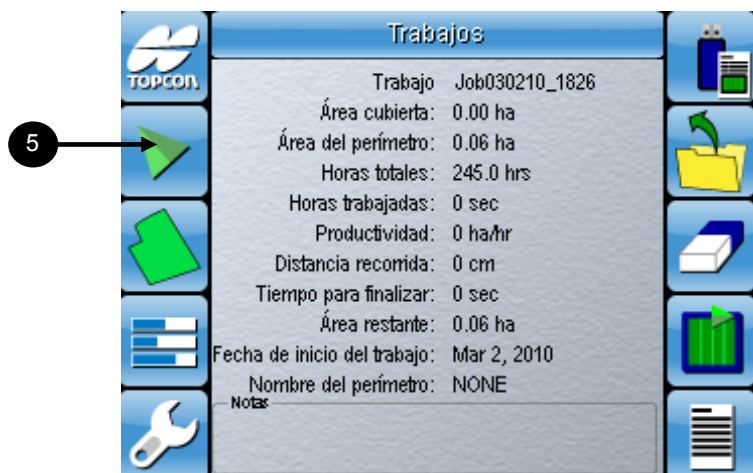 Trabajos
TOPCON
Trabajo Job030210_1826
Área cubierta: 0.00 ha
5
Área del perímetro: 0.06 ha
Horas totales: 245.0 hrs
Horas trabajadas: 0 sec
Productividad: 0 ha/hr
Distancia recorrida: 0 cm
Tiempo para finalizar: 0 sec
Área restante: 0.06 ha
Fecha de inicio del trabajo: Mar 2, 2010
Nombre del perímetro: NONE
Notas